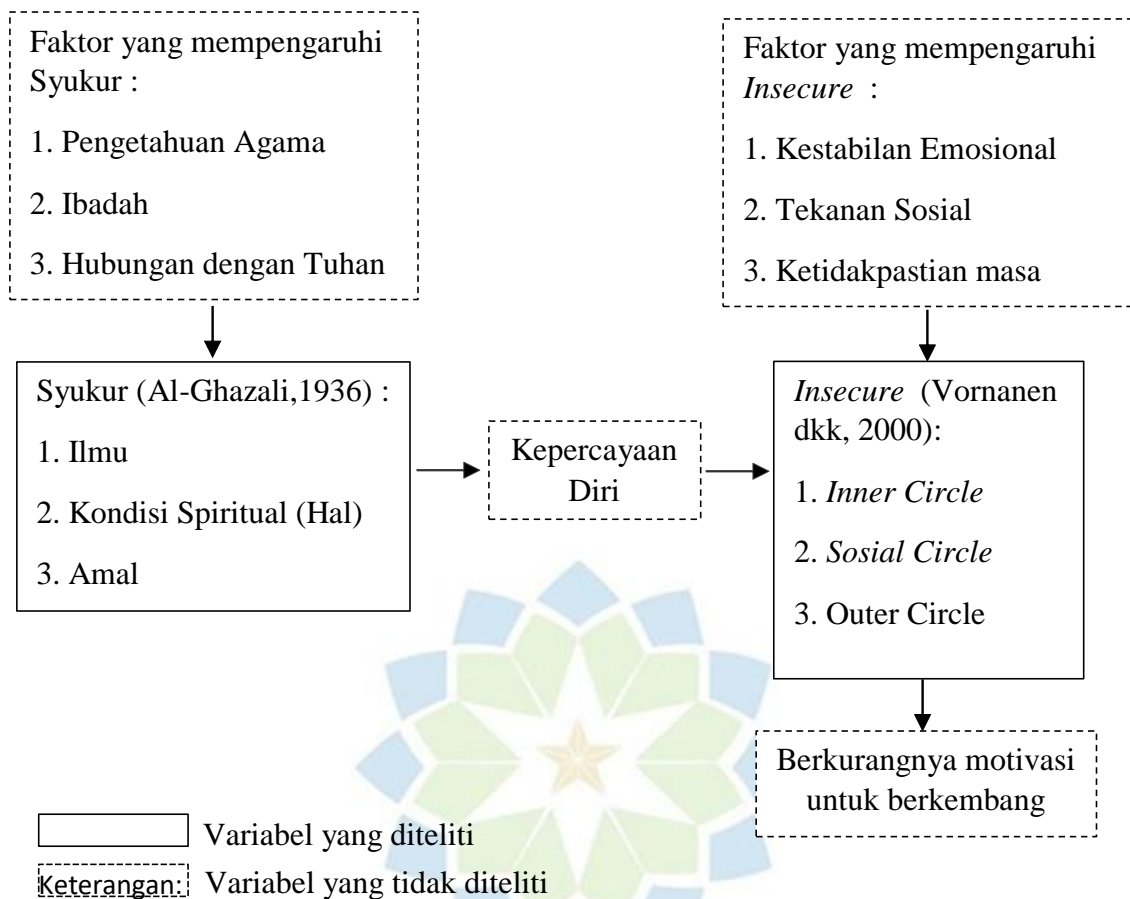 Faktor yang mempengaruhi
Syukur :
1. Pengetahuan Agama
2. Ibadah
3. Hubungan dengan Tuhan
Faktor yang mempengaruhi
Insecure :
1. Kestabilan Emosional
2. Tekanan Sosial
3. Ketidakpastian masa
Syukur (Al-Ghazali,1936) :
1. Ilmu
2. Kondisi Spiritual (Hal)
3. Amal
Kepercayaan
Diri
Insecure (Vornanen
dkk, 2000):
1. Inner Circle
2. Sosial Circle
3. Outer Circle
Berkurangnya motivasi
untuk berkembang
Variabel yang diteliti
Keterangan: Variabel yang tidak diteliti